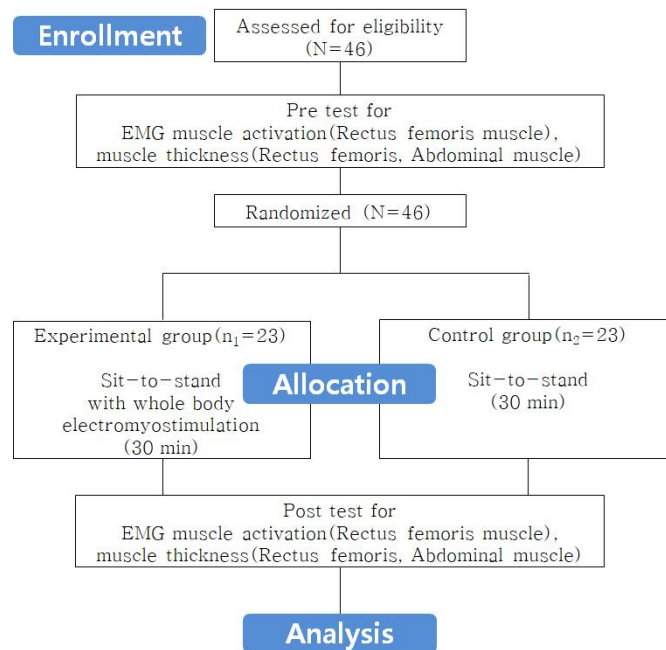 Enrollment
Assessed for eligibility
(N=46)
Pre test for
EMG muscle activation(Rectus femoris muscle),
muscle thickness(Rectus femoris, Abdominal muscle)
Randomized (N=46)
Experimental group(n₁=23)
Sit-to-stand
with whole body
electromyostimulation
(30 min)
Allocation
Control group(n₂=23)
Sit-to-stand
(30 min)
Post test for
EMG muscle activation(Rectus femoris muscle),
muscle thickness(Rectus femoris, Abdominal muscle)
Analysis